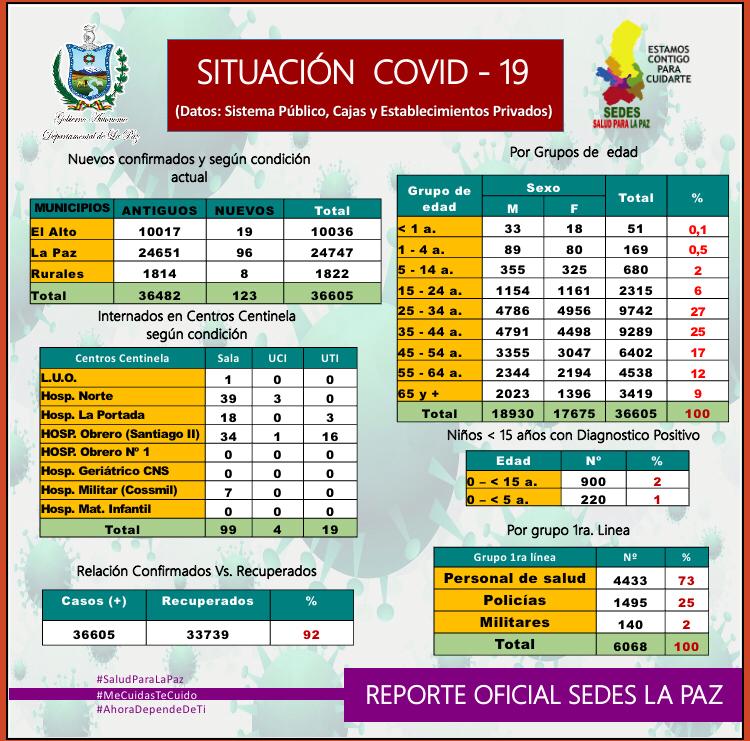 Gobierno Autónomo
Departamental de La Paz
SITUACIÓN COVID - 19
(Datos: Sistema Público, Cajas y Establecimientos Privados)
ESTAMOS
CONTIGO
PARA
CUIDARTE
SEDES
SALUD PARA LA PAZ
Nuevos confirmados y según condición
actual
MUNICIPIOS ANTIGUOS NUEVOS Total
El Alto 10017 19 10036
La Paz 24651 96 24747
Rurales 1814 8 1822
Total 36482 123 36605
Internados en Centros Centinela
según condición
Centros Centinela Sala UCI UTI
L.U.O. 1 0 0
Hosp. Norte 39 3 0
Hosp. La Portada 18 0 3
HOSP. Obrero (Santiago II) 34 1 16
HOSP. Obrero Nº 1 0 0 0
Hosp. Geriátrico CNS 0 0 0
Hosp. Militar (Cossmil) 7 0 0
Hosp. Mat. Infantil 0 0 0
Total 99 4 19
Relación Confirmados Vs. Recuperados
Casos (+) Recuperados %
36605 33739 92
Por Grupos de edad
Grupo de edad Sexo Total %
M F
< 1 a. 33 18 51 0,1
1 - 4 a. 89 80 169 0,5
5 - 14 a. 355 325 680 2
15 - 24 a. 1154 1161 2315 6
25 - 34 a. 4786 4956 9742 27
35 - 44 a. 4791 4498 9289 25
45 - 54 a. 3355 3047 6402 17
55 - 64 a. 2344 2194 4538 12
65 y + 2023 1396 3419 9
Total 18930 17675 36605 100
Niños < 15 años con Diagnostico Positivo
Edad Nº %
0 – < 15 a. 900 2
0 – < 5 a. 220 1
Por grupo 1ra. Linea
Grupo 1ra línea Nº %
Personal de salud 4433 73
Policías 1495 25
Militares 140 2
Total 6068 100
#SaludParaLaPaz
#MeCuidasTeCuido
#AhoraDependeDeTi
REPORTE OFICIAL SEDES LA PAZ